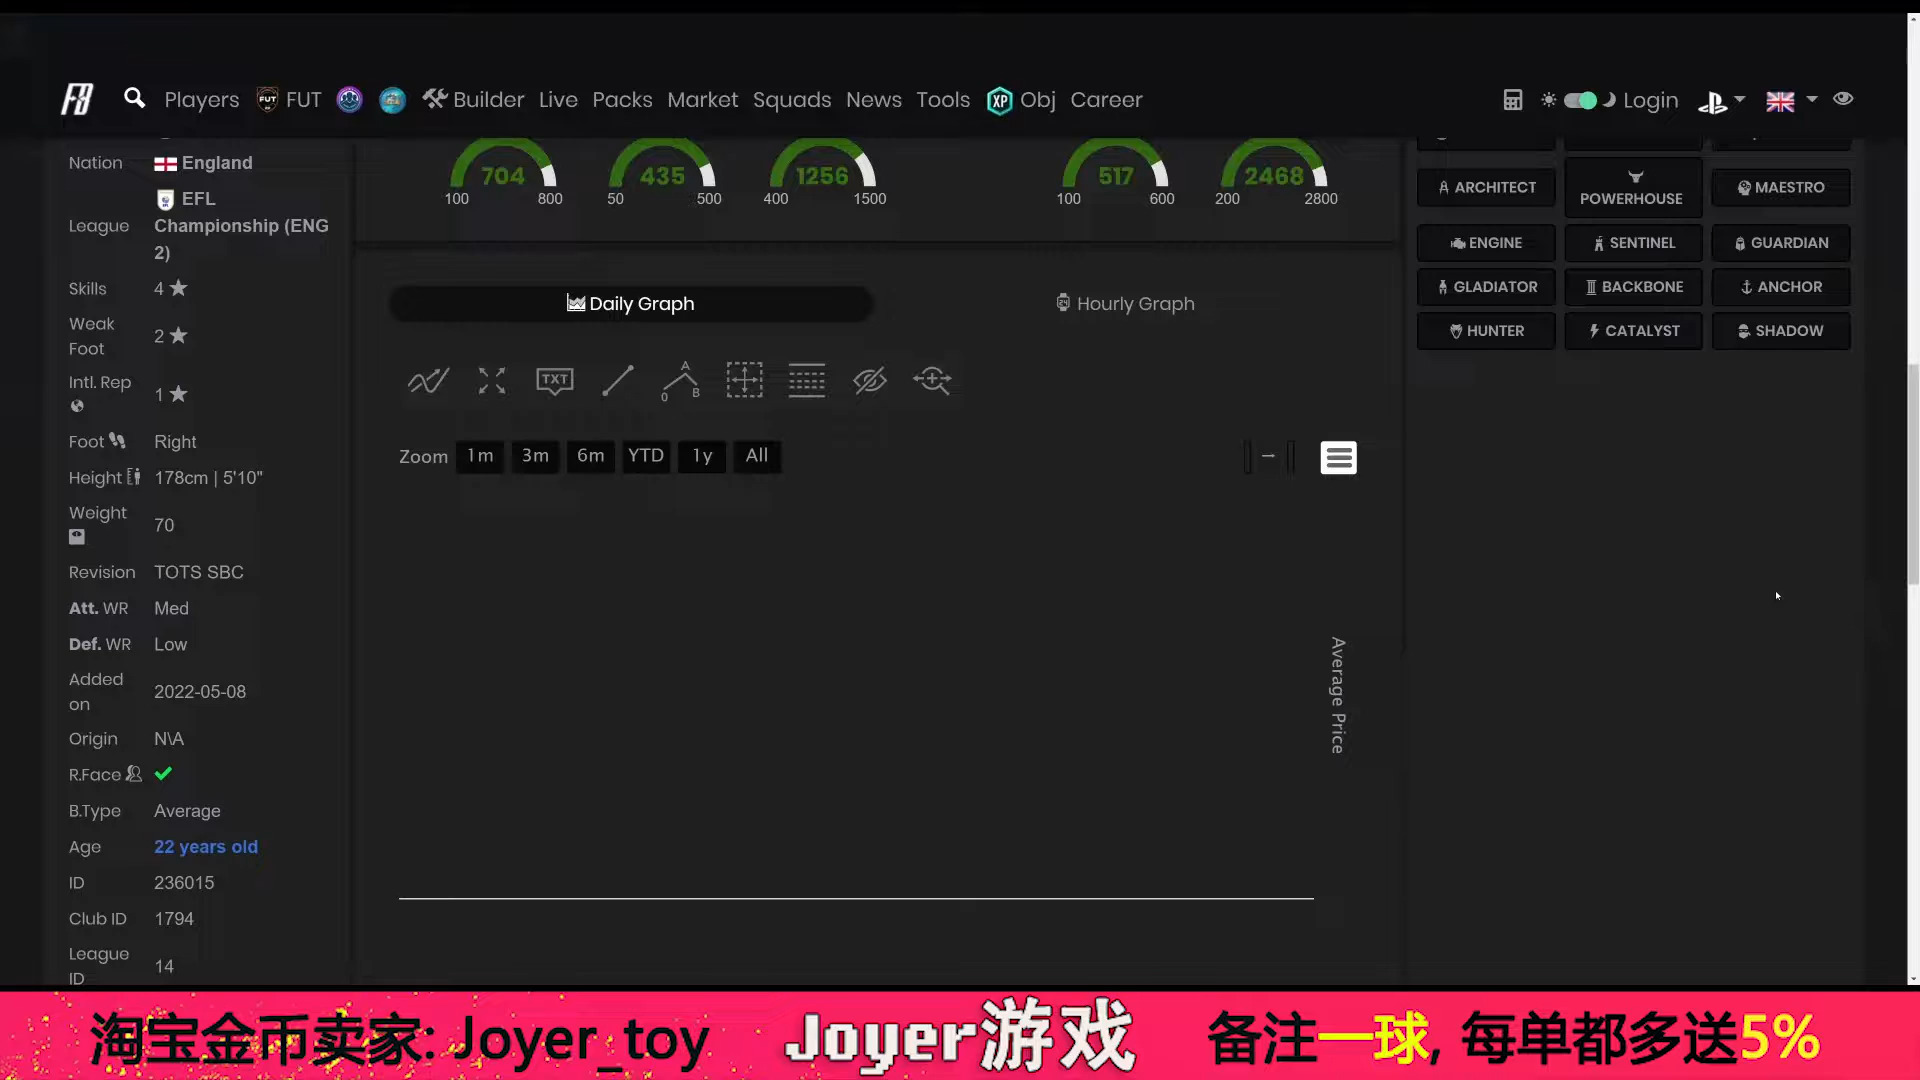 Players FUT Builder Live Packs Market Squads News Tools XP Obj Career Login
Nation England
League EFL Championship (ENG 2)
Skills 4
Weak Foot 2
Intl. Rep 1
Foot Right
Height 178cm | 5'10"
Weight 70
Revision TOTS SBC
Att. WR Med
Def. WR Low
Added on 2022-05-08
Origin N\A
R.Face
B.Type Average
Age 22 years old
ID 236015
Club ID 1794
League ID 14
704 435 1256 517 2468
100 800 50 500 400 1500 100 600 200 2800
Daily Graph Hourly Graph
TXT
A
0 B
Zoom 1m 3m 6m YTD 1y All
→
Average Price
ARCHITECT POWERHOUSE MAESTRO
ENGINE SENTINEL GUARDIAN
GLADIATOR BACKBONE ANCHOR
HUNTER CATALYST SHADOW
淘宝金币卖家: Joyer_toy Joyer游戏 备注一球, 每单都多送5%